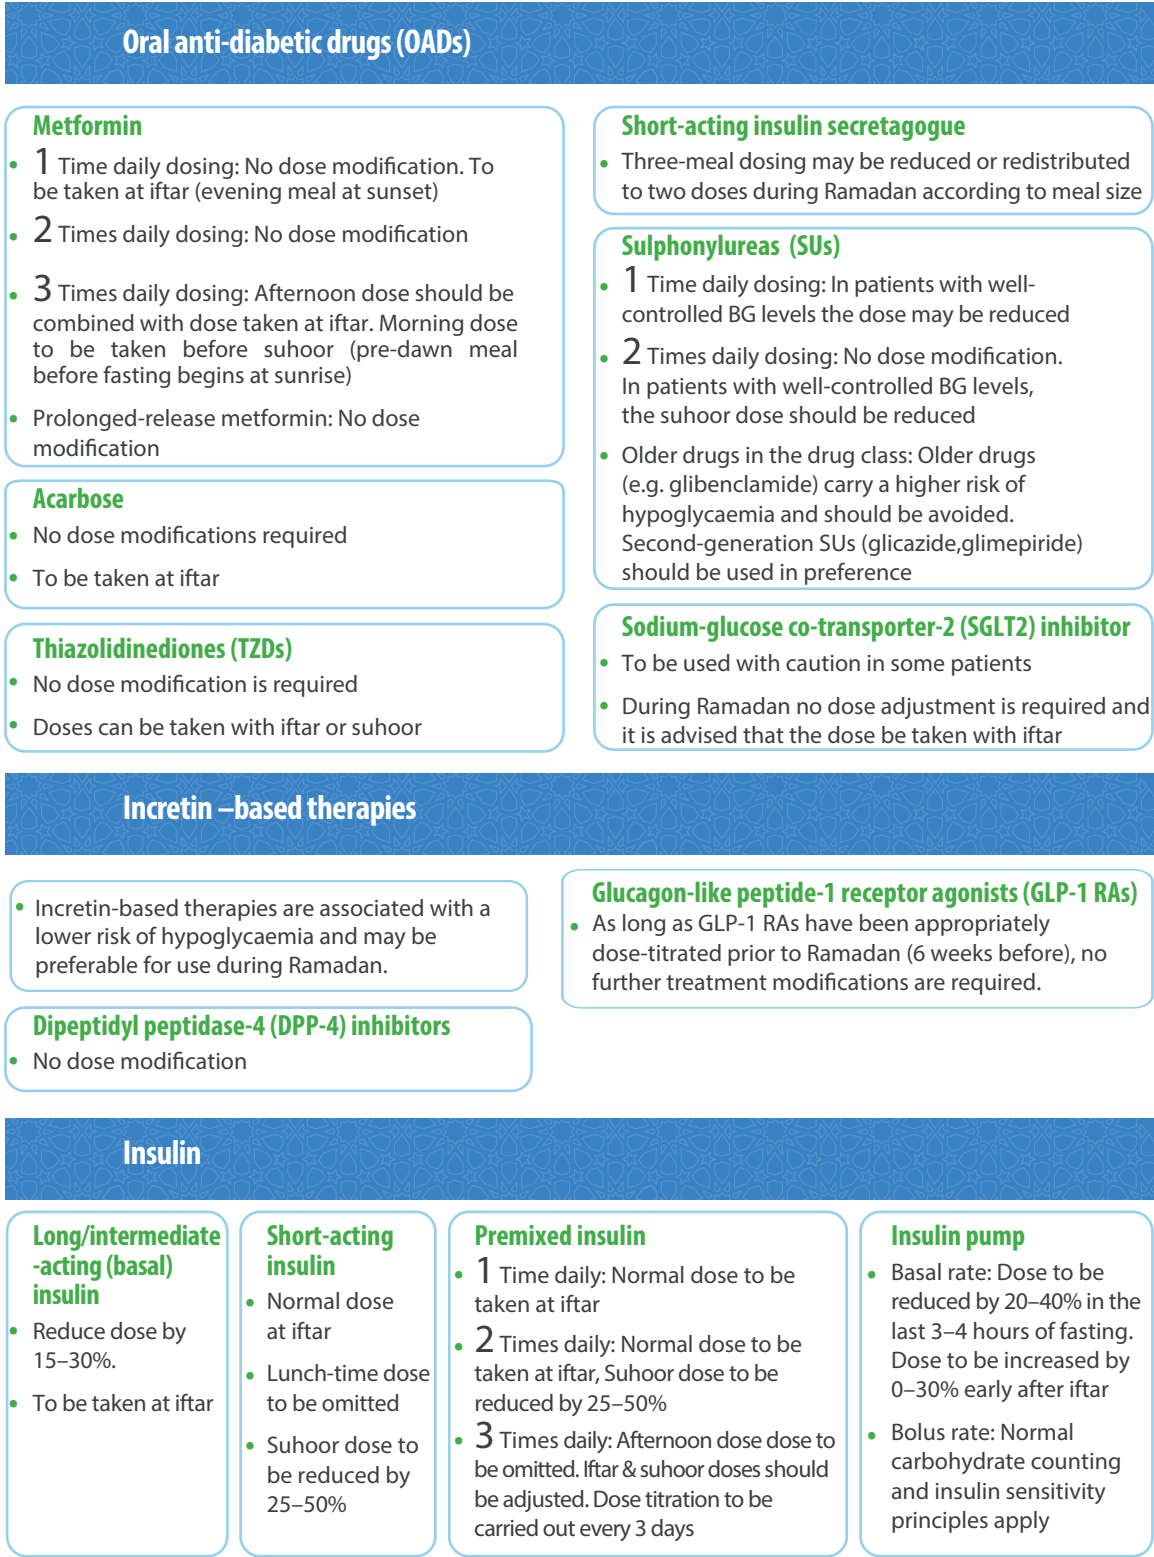 Oral anti-diabetic drugs (OADs)
Metformin
• 1 Time daily dosing: No dose modification. To
be taken at iftar (evening meal at sunset)
• 2 Times daily dosing: No dose modification
• 3 Times daily dosing: Afternoon dose should be
combined with dose taken at iftar. Morning dose
to be taken before suhoor (pre-dawn meal
before fasting begins at sunrise)
• Prolonged-release metformin: No dose
modification
Acarbose
• No dose modifications required
• To be taken at iftar
Thiazolidinediones (TZDs)
• No dose modification is required
• Doses can be taken with iftar or suhoor
Short-acting insulin secretagogue
• Three-meal dosing may be reduced or redistributed
to two doses during Ramadan according to meal size
Sulphonylureas (SUs)
• 1 Time daily dosing: In patients with well-
controlled BG levels the dose may be reduced
• 2 Times daily dosing: No dose modification.
In patients with well-controlled BG levels,
the suhoor dose should be reduced
• Older drugs in the drug class: Older drugs
(e.g. glibenclamide) carry a higher risk of
hypoglycaemia and should be avoided.
Second-generation SUs (glicazide,glimepiride)
should be used in preference
Sodium-glucose co-transporter-2 (SGLT2) inhibitor
• To be used with caution in some patients
• During Ramadan no dose adjustment is required and
it is advised that the dose be taken with iftar
Incretin –based therapies
• Incretin-based therapies are associated with a
lower risk of hypoglycaemia and may be
preferable for use during Ramadan.
Dipeptidyl peptidase-4 (DPP-4) inhibitors
• No dose modification
Glucagon-like peptide-1 receptor agonists (GLP-1 RAs)
• As long as GLP-1 RAs have been appropriately
dose-titrated prior to Ramadan (6 weeks before), no
further treatment modifications are required.
Insulin
Long/intermediate
-acting (basal)
insulin
• Reduce dose by
15–30%.
• To be taken at iftar
Short-acting
insulin
• Normal dose
at iftar
• Lunch-time dose
to be omitted
• Suhoor dose to
be reduced by
25–50%
Premixed insulin
• 1 Time daily: Normal dose to be
taken at iftar
• 2 Times daily: Normal dose to be
taken at iftar, Suhoor dose to be
reduced by 25–50%
• 3 Times daily: Afternoon dose dose to
be omitted. Iftar & suhoor doses should
be adjusted. Dose titration to be
carried out every 3 days
Insulin pump
• Basal rate: Dose to be
reduced by 20–40% in the
last 3–4 hours of fasting.
Dose to be increased by
0–30% early after iftar
• Bolus rate: Normal
carbohydrate counting
and insulin sensitivity
principles apply